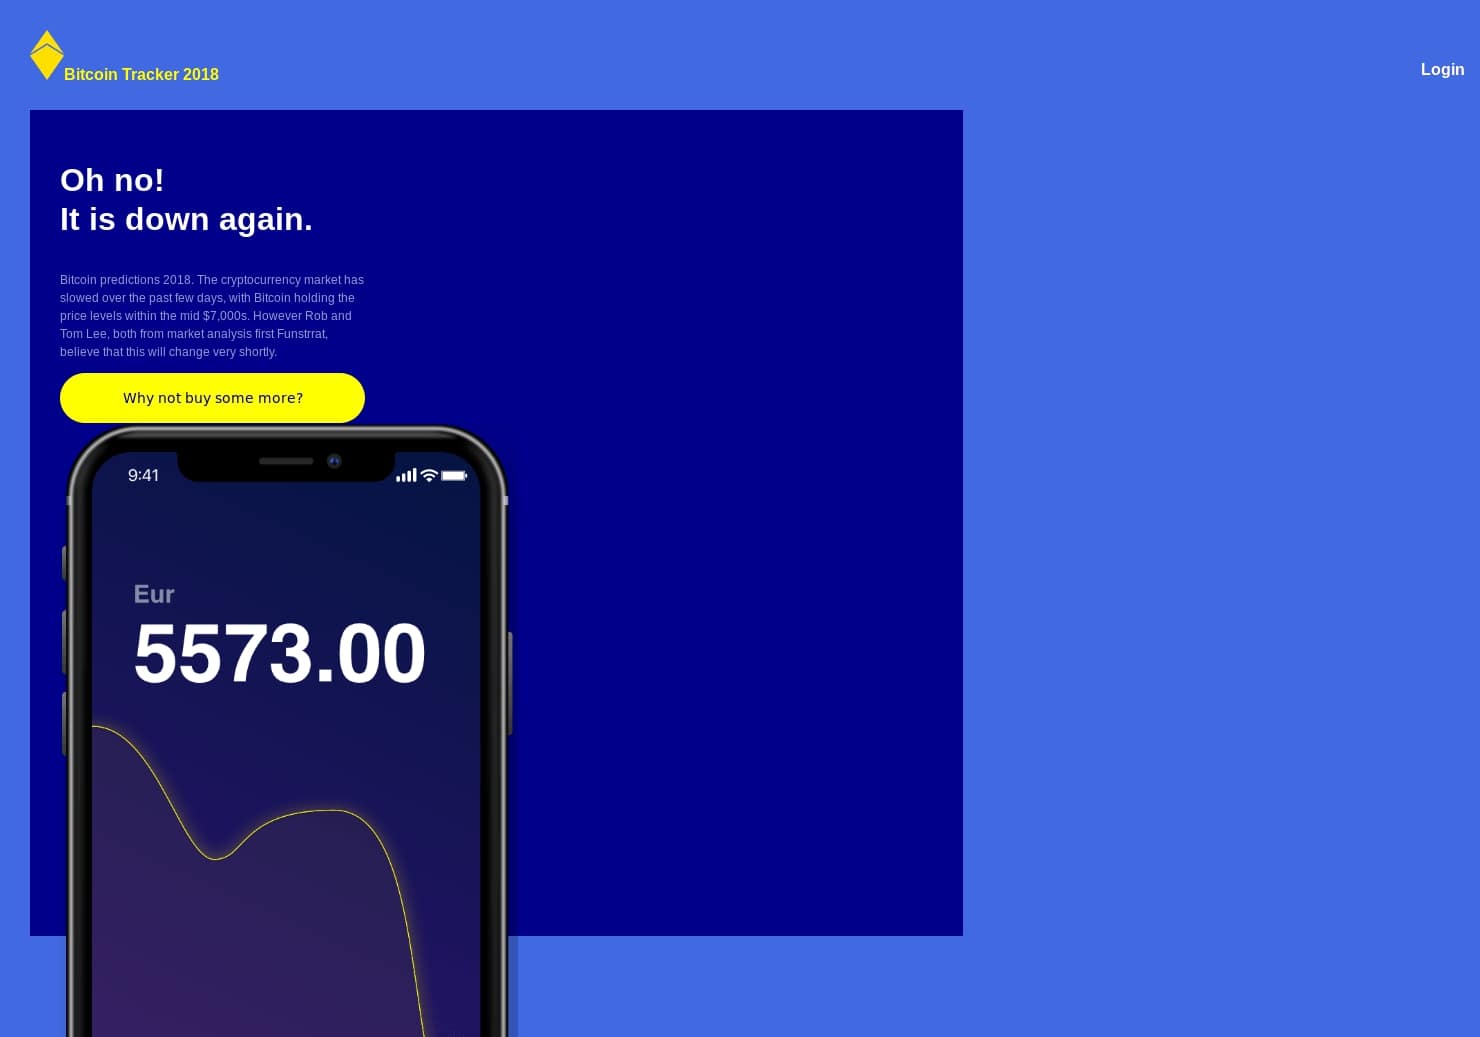 Bitcoin Tracker 2018
Login
Oh no!
It is down again.
Bitcoin predictions 2018. The cryptocurrency market has
slowed over the past few days, with Bitcoin holding the
price levels within the mid $7,000s. However Rob and
Tom Lee, both from market analysis first Funstrrat,
believe that this will change very shortly.
Why not buy some more?
9:41
Eur
5573.00